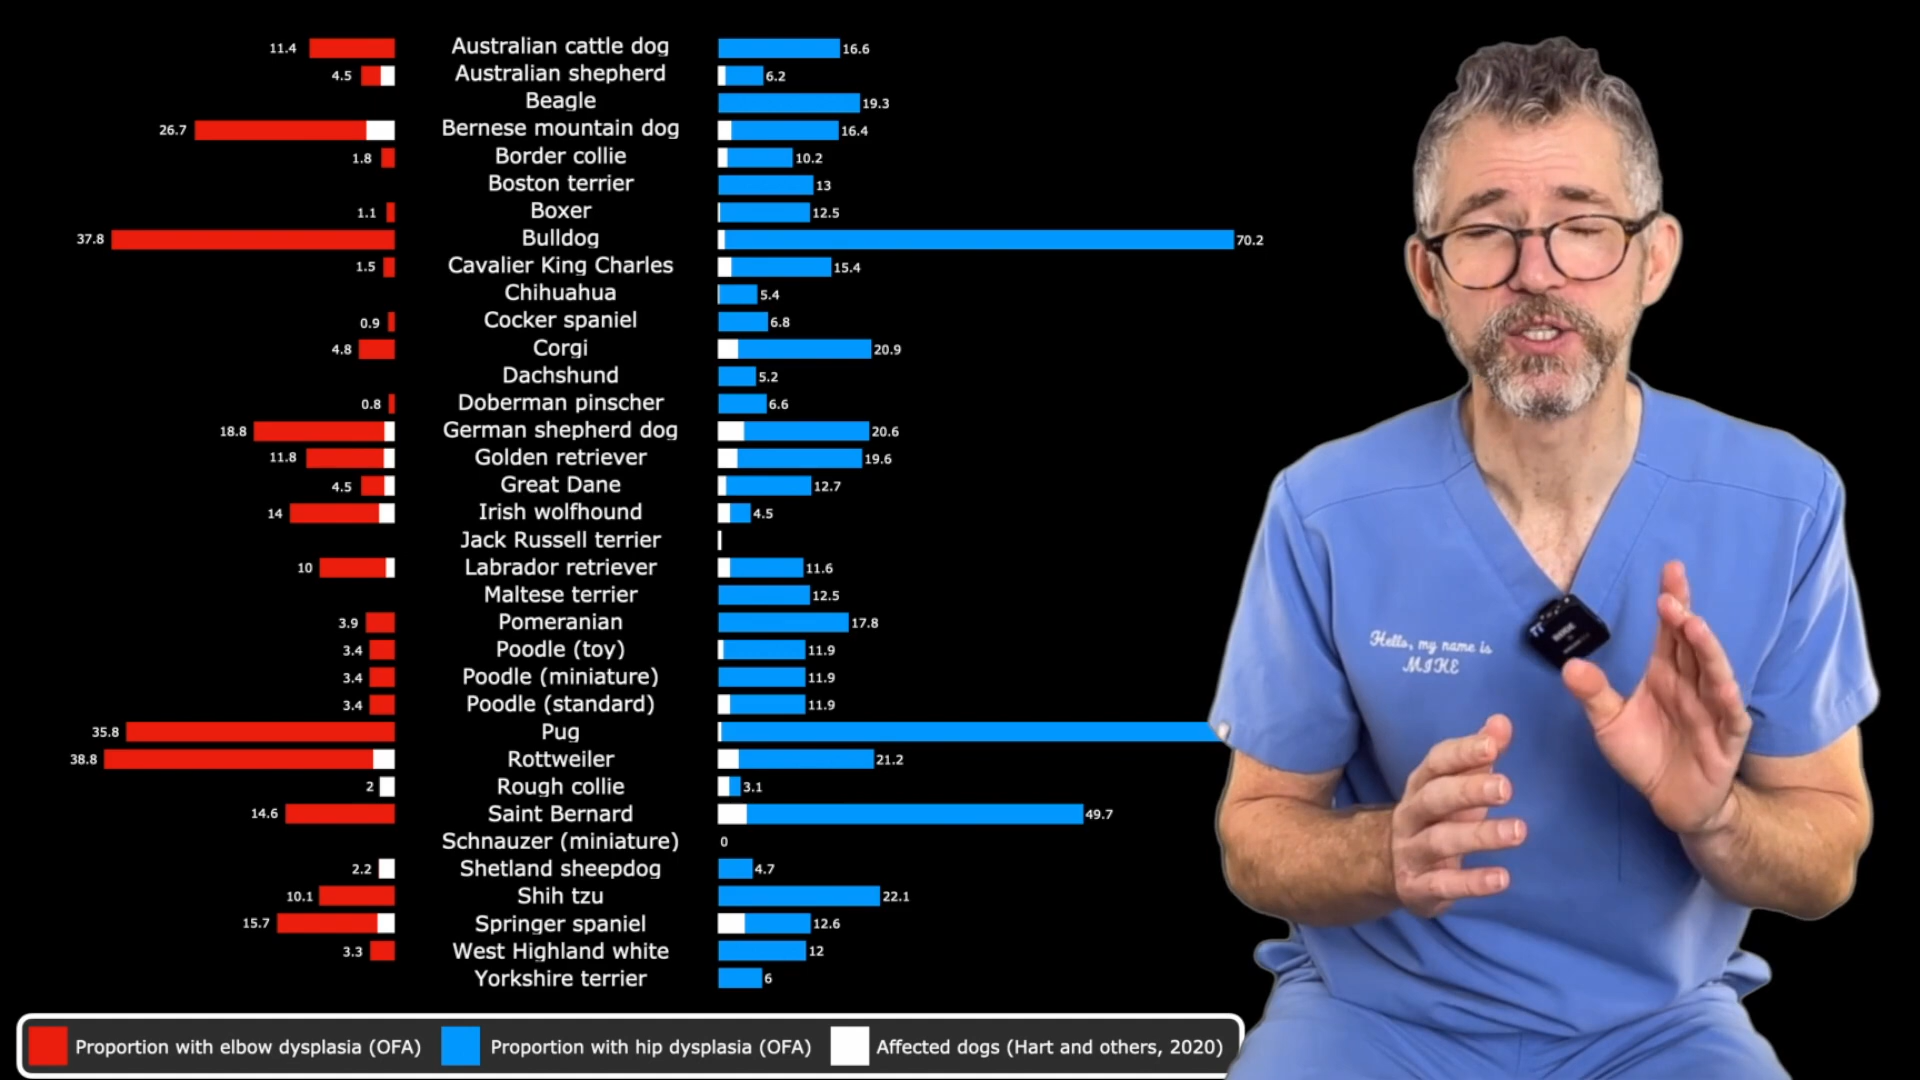 11.4 Australian cattle dog 16.6
4.5 Australian shepherd 6.2
Beagle 19.3
26.7 Bernese mountain dog 16.4
1.8 Border collie 10.2
Boston terrier 13
1.1 Boxer 12.5
37.8 Bulldog 70.2
1.5 Cavalier King Charles 15.4
Chihuahua 5.4
0.9 Cocker spaniel 6.8
4.8 Corgi 20.9
Dachshund 5.2
0.8 Doberman pinscher 6.6
18.8 German shepherd dog 20.6
11.8 Golden retriever 19.6
4.5 Great Dane 12.7
14 Irish wolfhound 4.5
Jack Russell terrier
10 Labrador retriever 11.6
Maltese terrier 12.5
3.9 Pomeranian 17.8
3.4 Poodle (toy) 11.9
3.4 Poodle (miniature) 11.9
3.4 Poodle (standard) 11.9
35.8 Pug
38.8 Rottweiler 21.2
2 Rough collie 3.1
14.6 Saint Bernard 49.7
Schnauzer (miniature) 0
2.2 Shetland sheepdog 4.7
10.1 Shih tzu 22.1
15.7 Springer spaniel 12.6
3.3 West Highland white 12
Yorkshire terrier 6
Proportion with elbow dysplasia (OFA) Proportion with hip dysplasia (OFA) Affected dogs (Hart and others, 2020)
Hello, my name is
MIKE